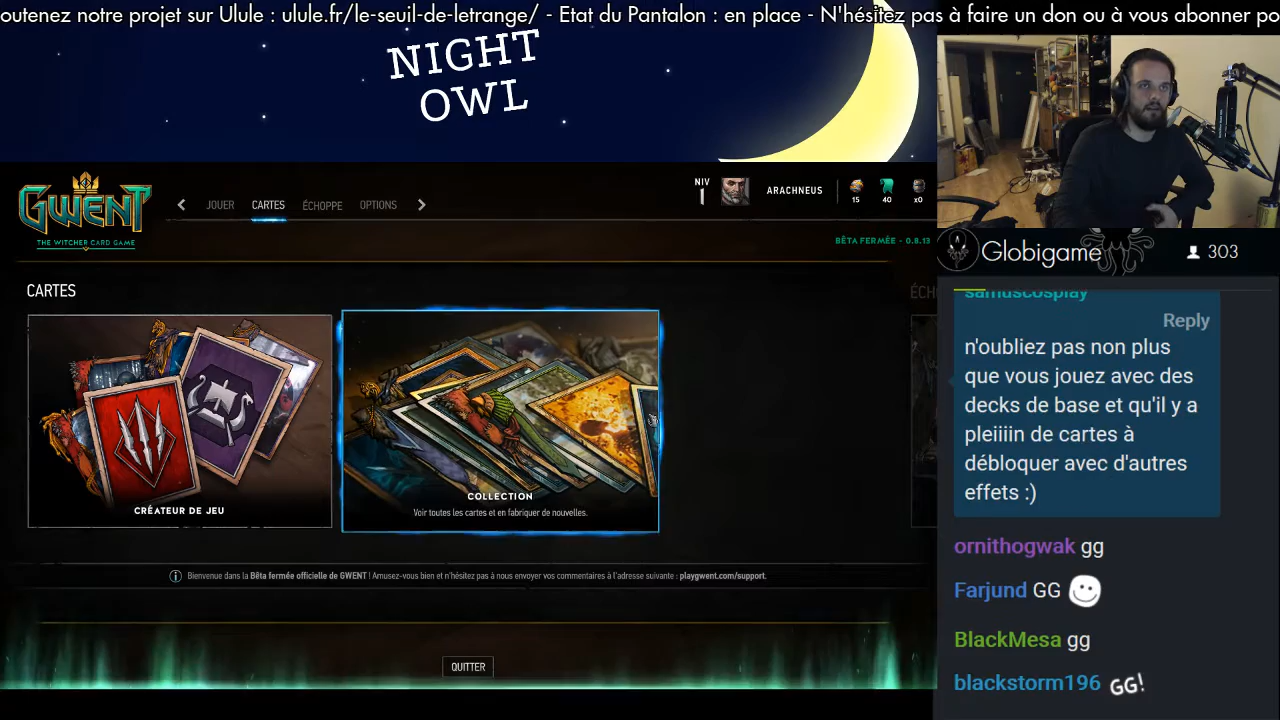 outenez notre projet sur Ulule : ulule.fr/le-seuil-de-letrange/ - Etat du Pantalon : en place - N'hésitez pas à faire un don ou à vous abonner po
NIGHT
OWL
GWENT
THE WITCHER CARD GAME
JOUER CARTES ÉCHOPPE OPTIONS
NIV
1
ARACHNEUS
15 40 x0
BÊTA FERMÉE - 0.8.13
CARTES
ÉCH
CRÉATEUR DE JEU
COLLECTION
Voir toutes les cartes et en fabriquer de nouvelles.
Bienvenue dans la Bêta fermée officielle de GWENT ! Amusez-vous bien et n'hésitez pas à nous envoyer vos commentaires à l'adresse suivante : playgwent.com/support.
QUITTER
Globigame
303
samuscosplay
Reply
n'oubliez pas non plus
que vous jouez avec des
decks de base et qu'il y a
pleiiiin de cartes à
débloquer avec d'autres
effets :)
ornithogwak gg
Farjund GG
BlackMesa gg
blackstorm196 GG!